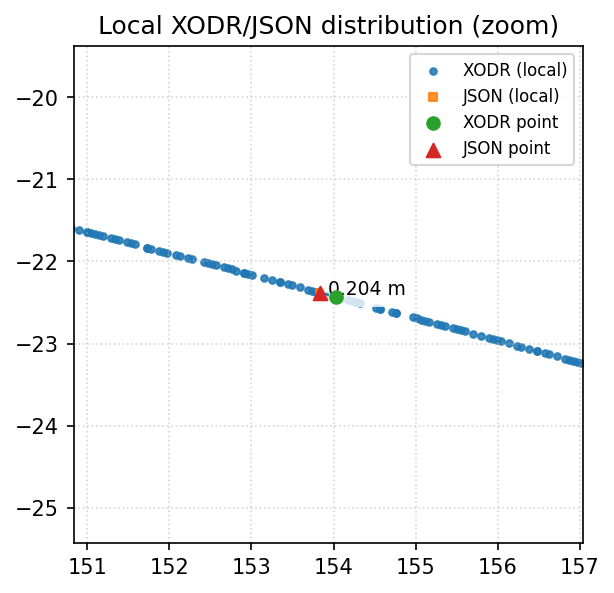 Local XODR/JSON distribution (zoom)
XODR (local)
JSON (local)
XODR point
JSON point
−20
−21
−22
−23
−24
−25
0.204 m
151
152
153
154
155
156
157